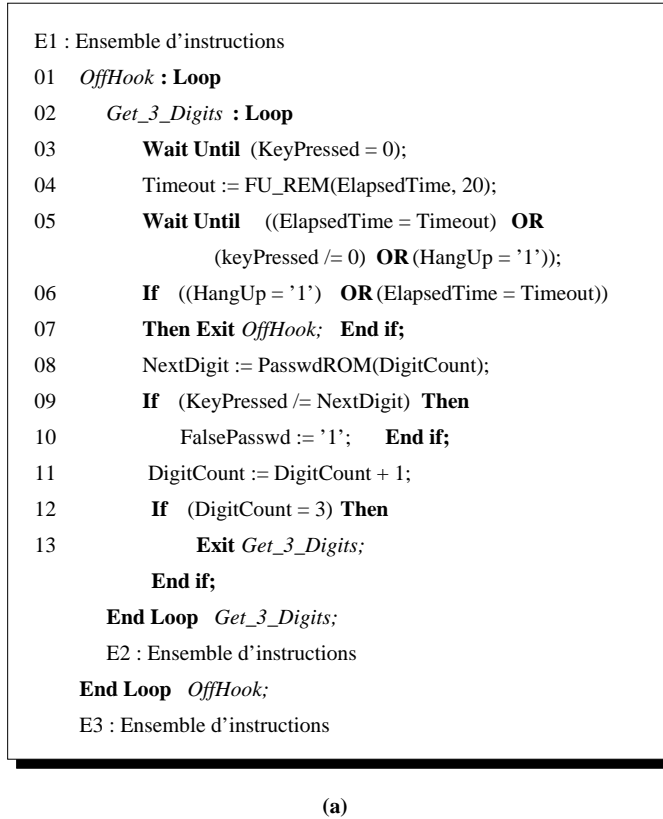 E1 : Ensemble d'instructions
01 OffHook : Loop
02 Get_3_Digits : Loop
03 Wait Until (KeyPressed = 0);
04 Timeout := FU_REM(ElapsedTime, 20);
05 Wait Until ((ElapsedTime = Timeout) OR
(keyPressed /= 0) OR (HangUp = '1'));
06 If ((HangUp = '1') OR (ElapsedTime = Timeout))
07 Then Exit OffHook; End if;
08 NextDigit := PasswdROM(DigitCount);
09 If (KeyPressed /= NextDigit) Then
10 FalsePasswd := '1'; End if;
11 DigitCount := DigitCount + 1;
12 If (DigitCount = 3) Then
13 Exit Get_3_Digits;
End if;
End Loop Get_3_Digits;
E2 : Ensemble d'instructions
End Loop OffHook;
E3 : Ensemble d'instructions
(a)